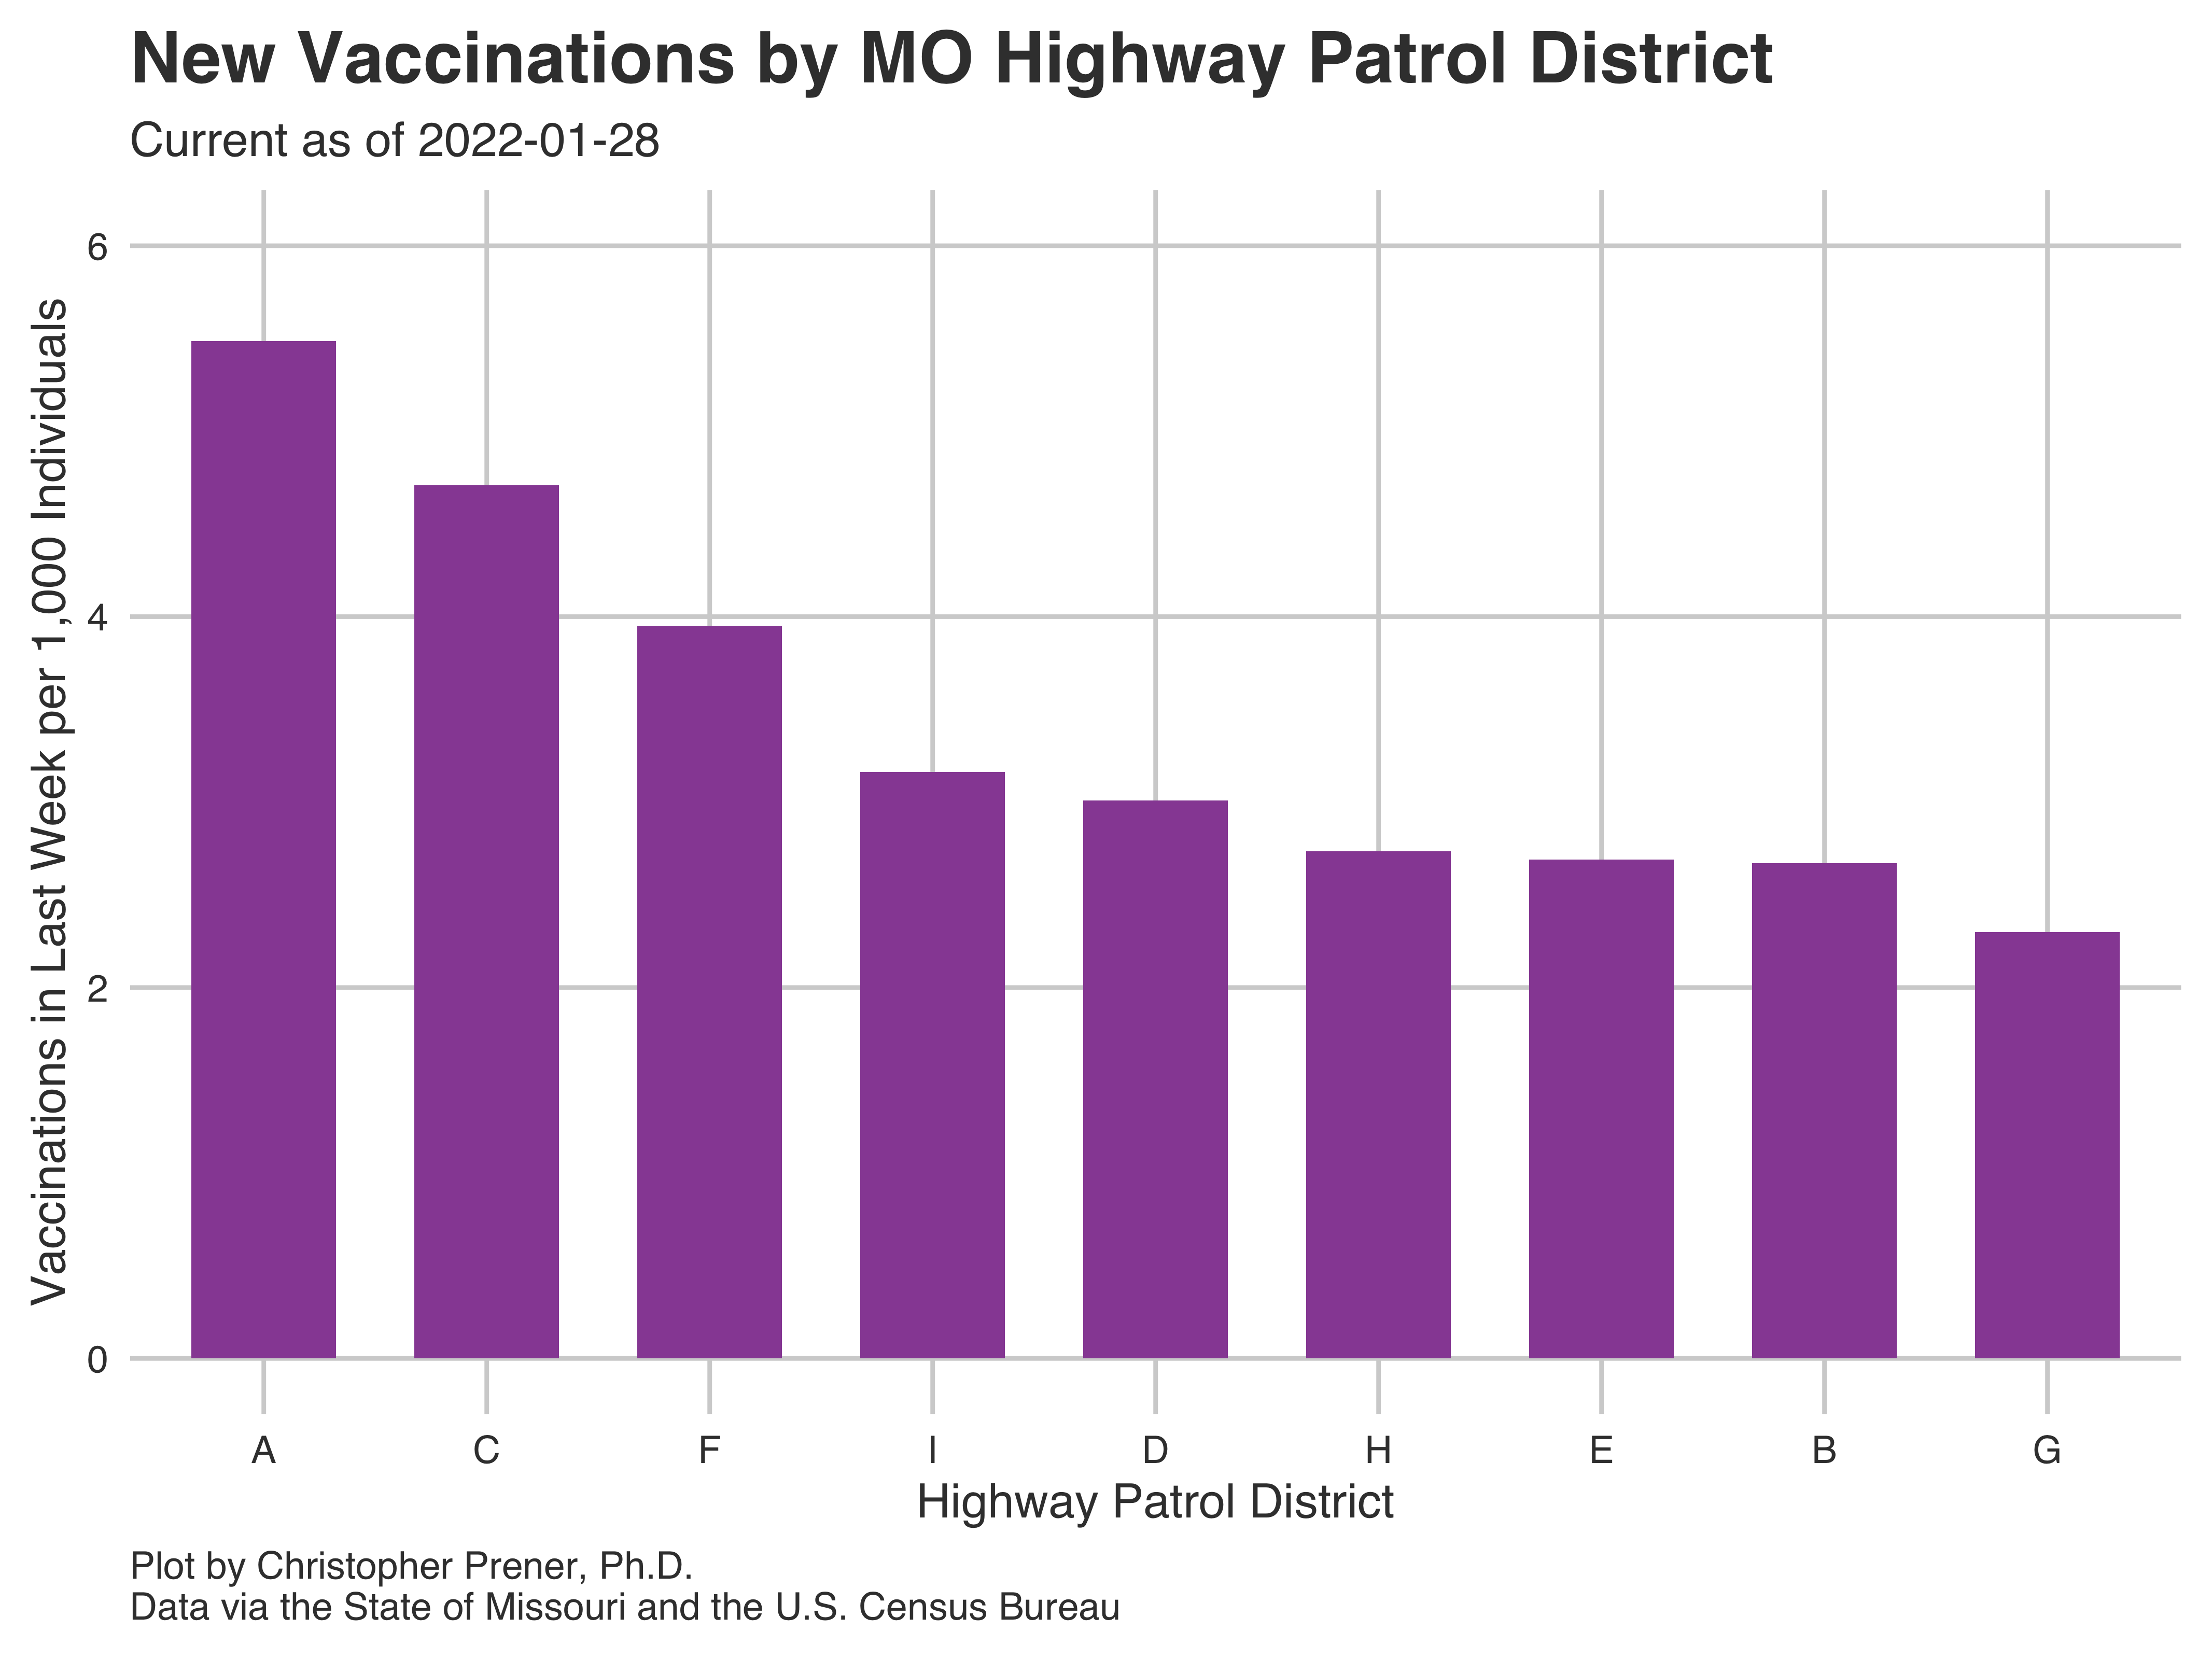 New Vaccinations by MO Highway Patrol District
Current as of 2022-01-28
Vaccinations in Last Week per 1,000 Individuals
6
4
2
0
A C F I D H E B G
Highway Patrol District
Plot by Christopher Prener, Ph.D.
Data via the State of Missouri and the U.S. Census Bureau